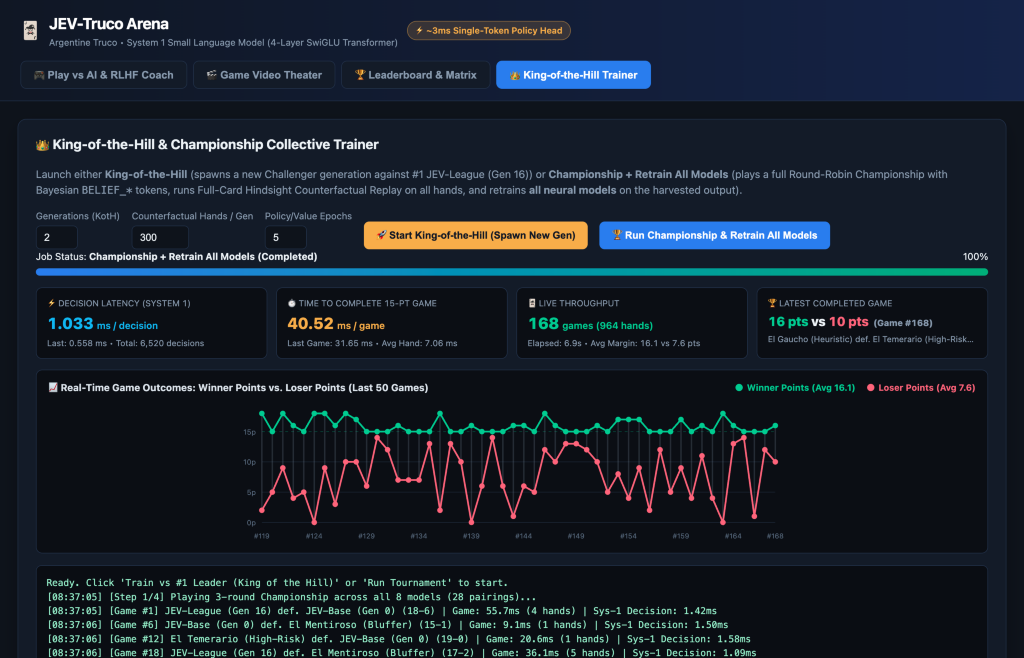 JEV-Truco Arena
Argentine Truco • System 1 Small Language Model (4-Layer SwiGLU Transformer)
⚡ ~3ms Single-Token Policy Head
🎮 Play vs AI & RLHF Coach
🎬 Game Video Theater
🏆 Leaderboard & Matrix
👑 King-of-the-Hill Trainer
👑 King-of-the-Hill & Championship Collective Trainer
Launch either King-of-the-Hill (spawns a new Challenger generation against #1 JEV-League (Gen 16)) or Championship + Retrain All Models (plays a full Round-Robin Championship with
Bayesian BELIEF_* tokens, runs Full-Card Hindsight Counterfactual Replay on all hands, and retrains all neural models on the harvested output).
Generations (KotH) Counterfactual Hands / Gen Policy/Value Epochs
2 300 5
🚀 Start King-of-the-Hill (Spawn New Gen)
🏆 Run Championship & Retrain All Models
Job Status: Championship + Retrain All Models (Completed) 100%
⚡ DECISION LATENCY (SYSTEM 1)
1.033 ms / decision
Last: 0.558 ms • Total: 6,520 decisions
⏱ TIME TO COMPLETE 15-PT GAME
40.52 ms / game
Last Game: 31.65 ms • Avg Hand: 7.06 ms
🃏 LIVE THROUGHPUT
168 games (964 hands)
Elapsed: 6.9s • Avg Margin: 16.1 vs 7.6 pts
🏆 LATEST COMPLETED GAME
16 pts vs 10 pts (Game #168)
El Gaucho (Heuristic) def. El Temerario (High-Risk...
📈 Real-Time Game Outcomes: Winner Points vs. Loser Points (Last 50 Games)
Winner Points (Avg 16.1) Loser Points (Avg 7.6)
15p
10p
5p
0p
#119 #124 #129 #134 #139 #144 #149 #154 #159 #164 #168
Ready. Click 'Train vs #1 Leader (King of the Hill)' or 'Run Tournament' to start.
[08:37:05] [Step 1/4] Playing 3-round Championship across all 8 models (28 pairings)...
[08:37:05] [Game #1] JEV-League (Gen 16) def. JEV-Base (Gen 0) (18-6) | Game: 55.7ms (4 hands) | Sys-1 Decision: 1.42ms
[08:37:06] [Game #6] JEV-Base (Gen 0) def. El Mentiroso (Bluffer) (15-1) | Game: 9.1ms (1 hands) | Sys-1 Decision: 1.50ms
[08:37:06] [Game #12] El Temerario (High-Risk) def. JEV-Base (Gen 0) (19-0) | Game: 20.6ms (1 hands) | Sys-1 Decision: 1.58ms
[08:37:06] [Game #18] JEV-League (Gen 16) def. El Mentiroso (Bluffer) (17-2) | Game: 36.1ms (5 hands) | Sys-1 Decision: 1.09ms